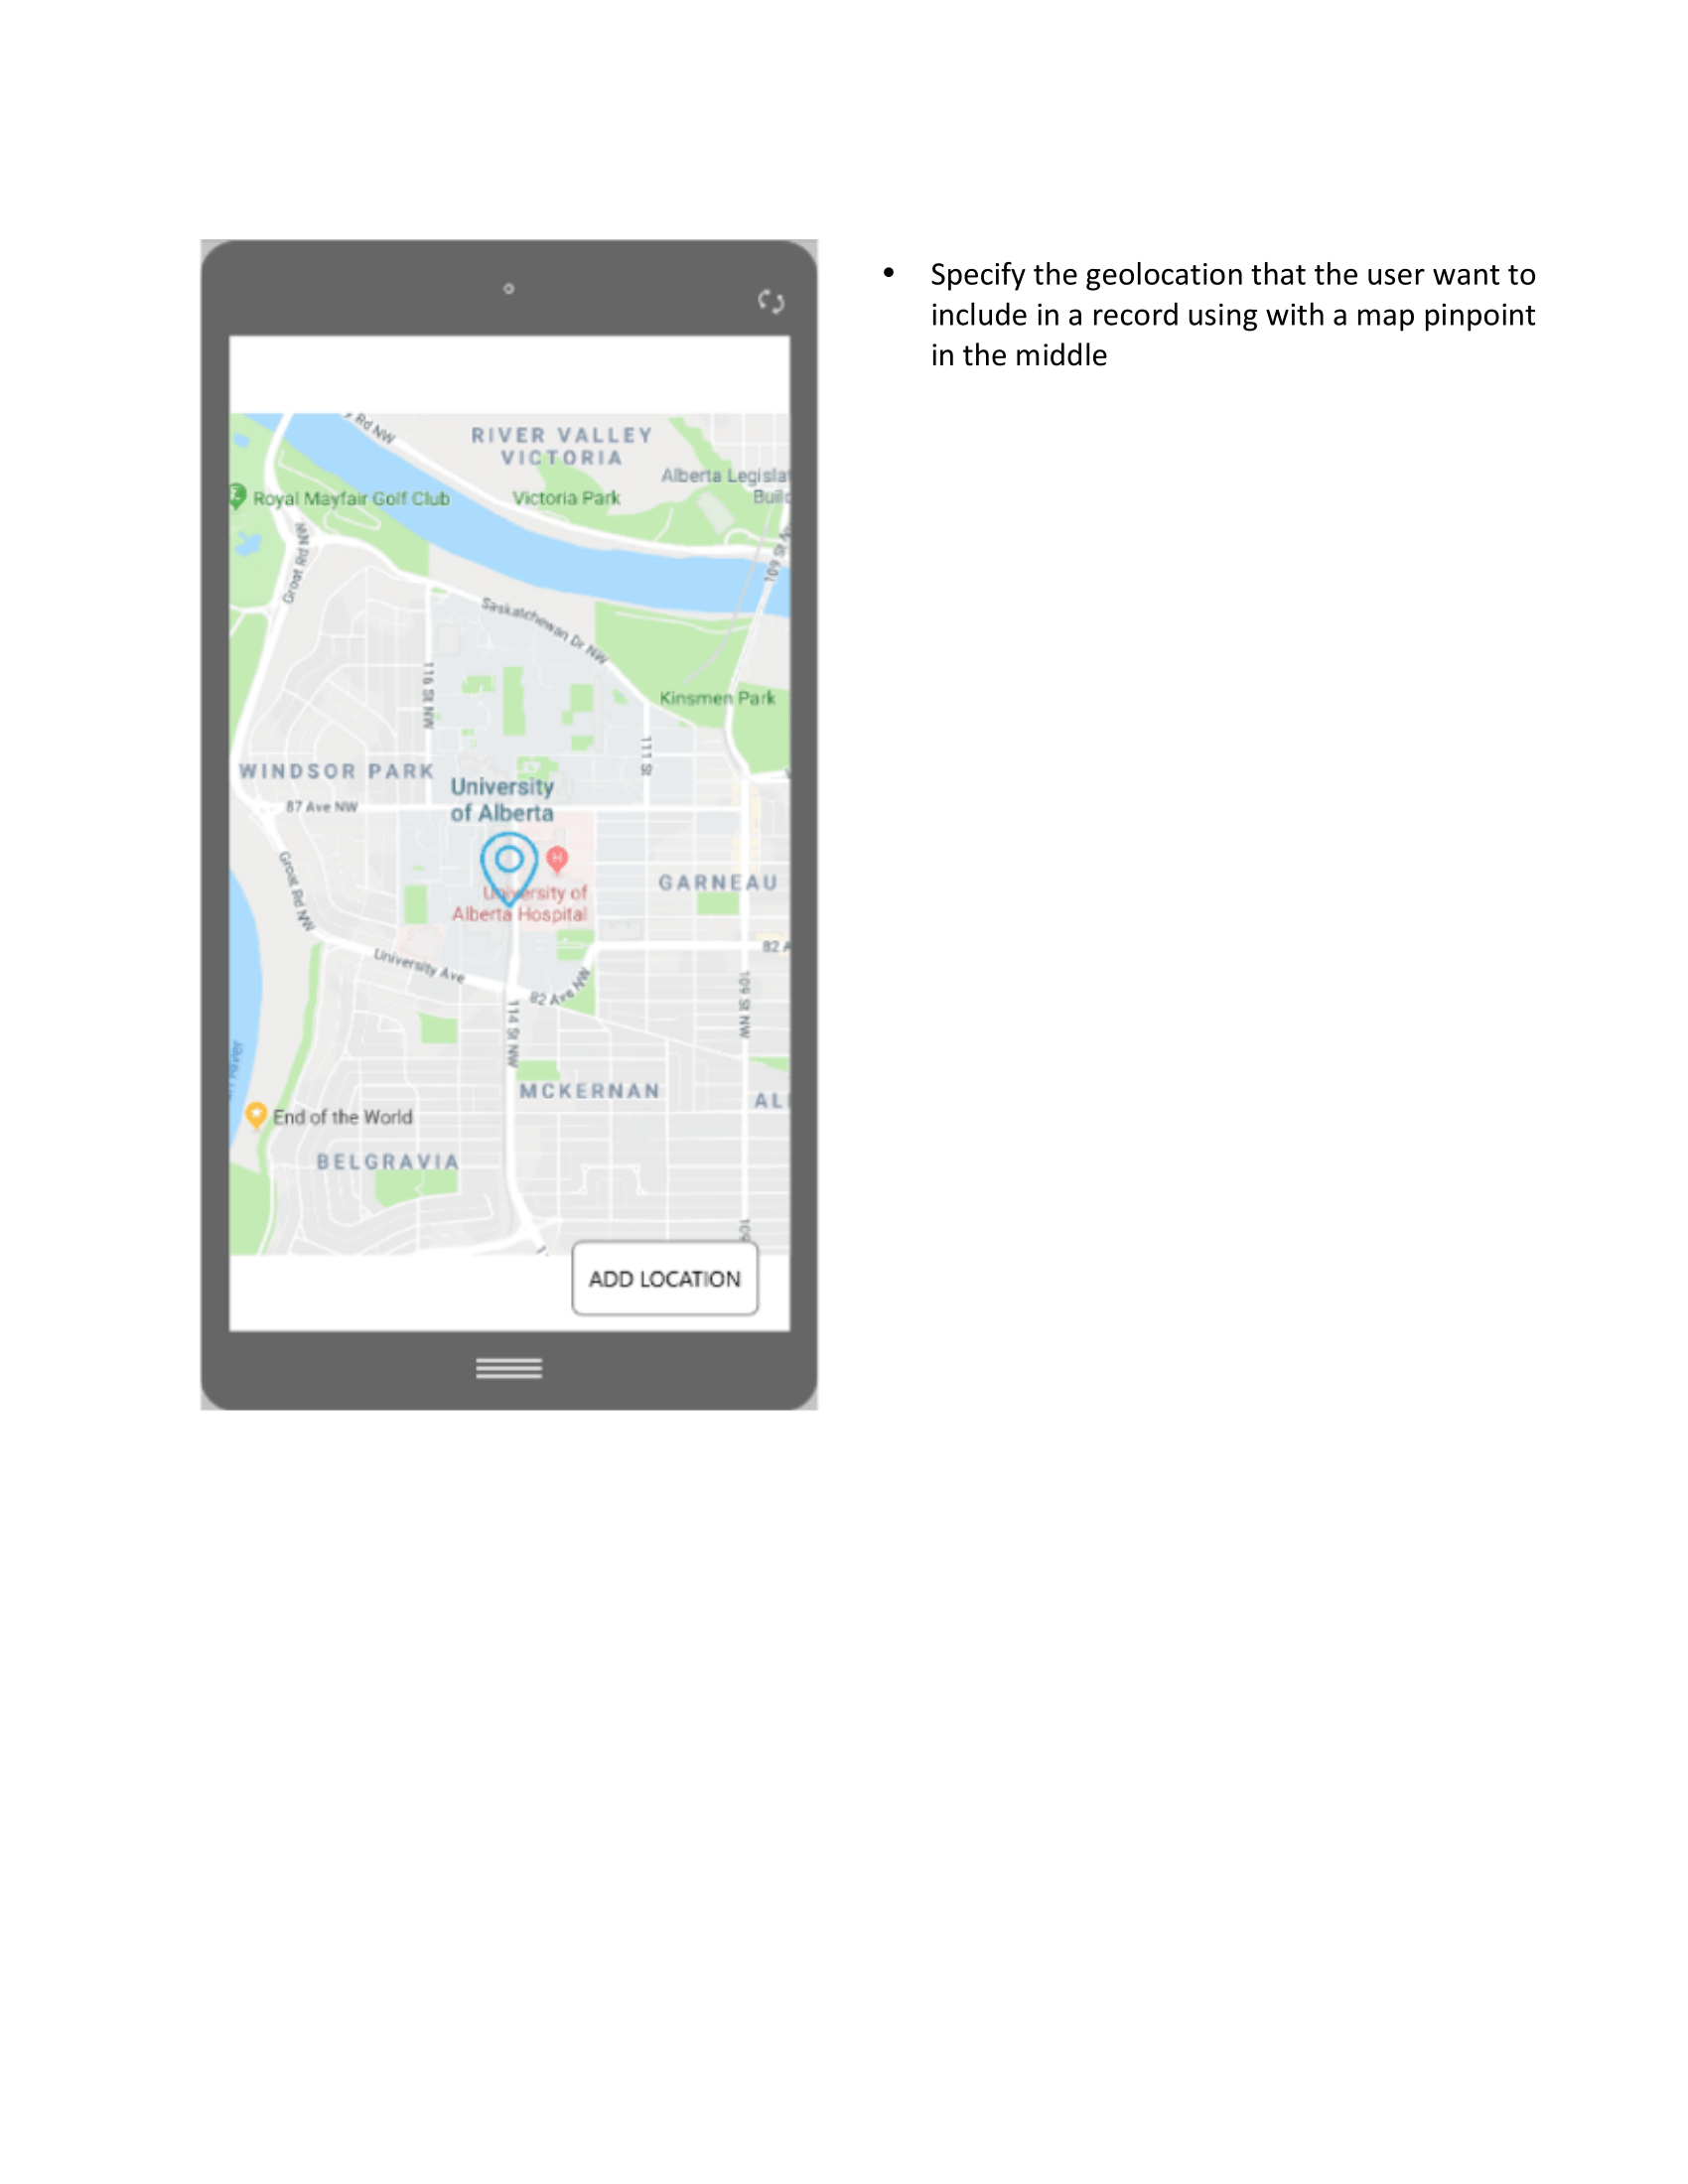 • Specify the geolocation that the user want to
include in a record using with a map pinpoint
in the middle
Rd NW
RIVER VALLEY
VICTORIA
Alberta
Royal Mayfair Golf Club
Victoria Park
Groat Rd NW
109 St
Saskatchewan Dr NW
116 St NW
Kinsmen Park
111 St
WINDSOR PARK
University
of Alberta
87 Ave NW
H
University of
Alberta Hospital
GARNEAU
Groat Rd NW
University Ave
82 A
82 Ave NW
109 St NW
114 St NW
MCKERNAN
End of the World
BELGRAVIA
109
ADD LOCATION